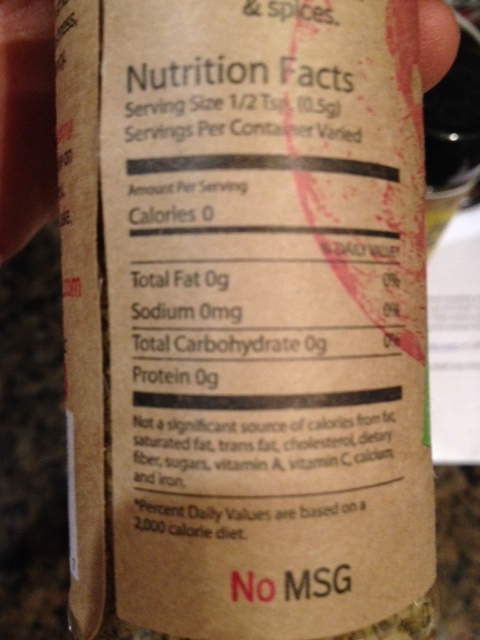 & spices.
Nutrition Facts
Serving Size 1/2 Tsp. (0.5g)
Servings Per Container Varied
Amount Per Serving
Calories 0
% DAILY VALUE*
Total Fat 0g 0%
Sodium 0mg 0%
Total Carbohydrate 0g 0%
Protein 0g
Not a significant source of calories from fat,
saturated fat, trans fat, cholesterol, dietary
fiber, sugars, vitamin A, vitamin C, calcium,
and iron.
*Percent Daily Values are based on a
2,000 calorie diet.
No MSG